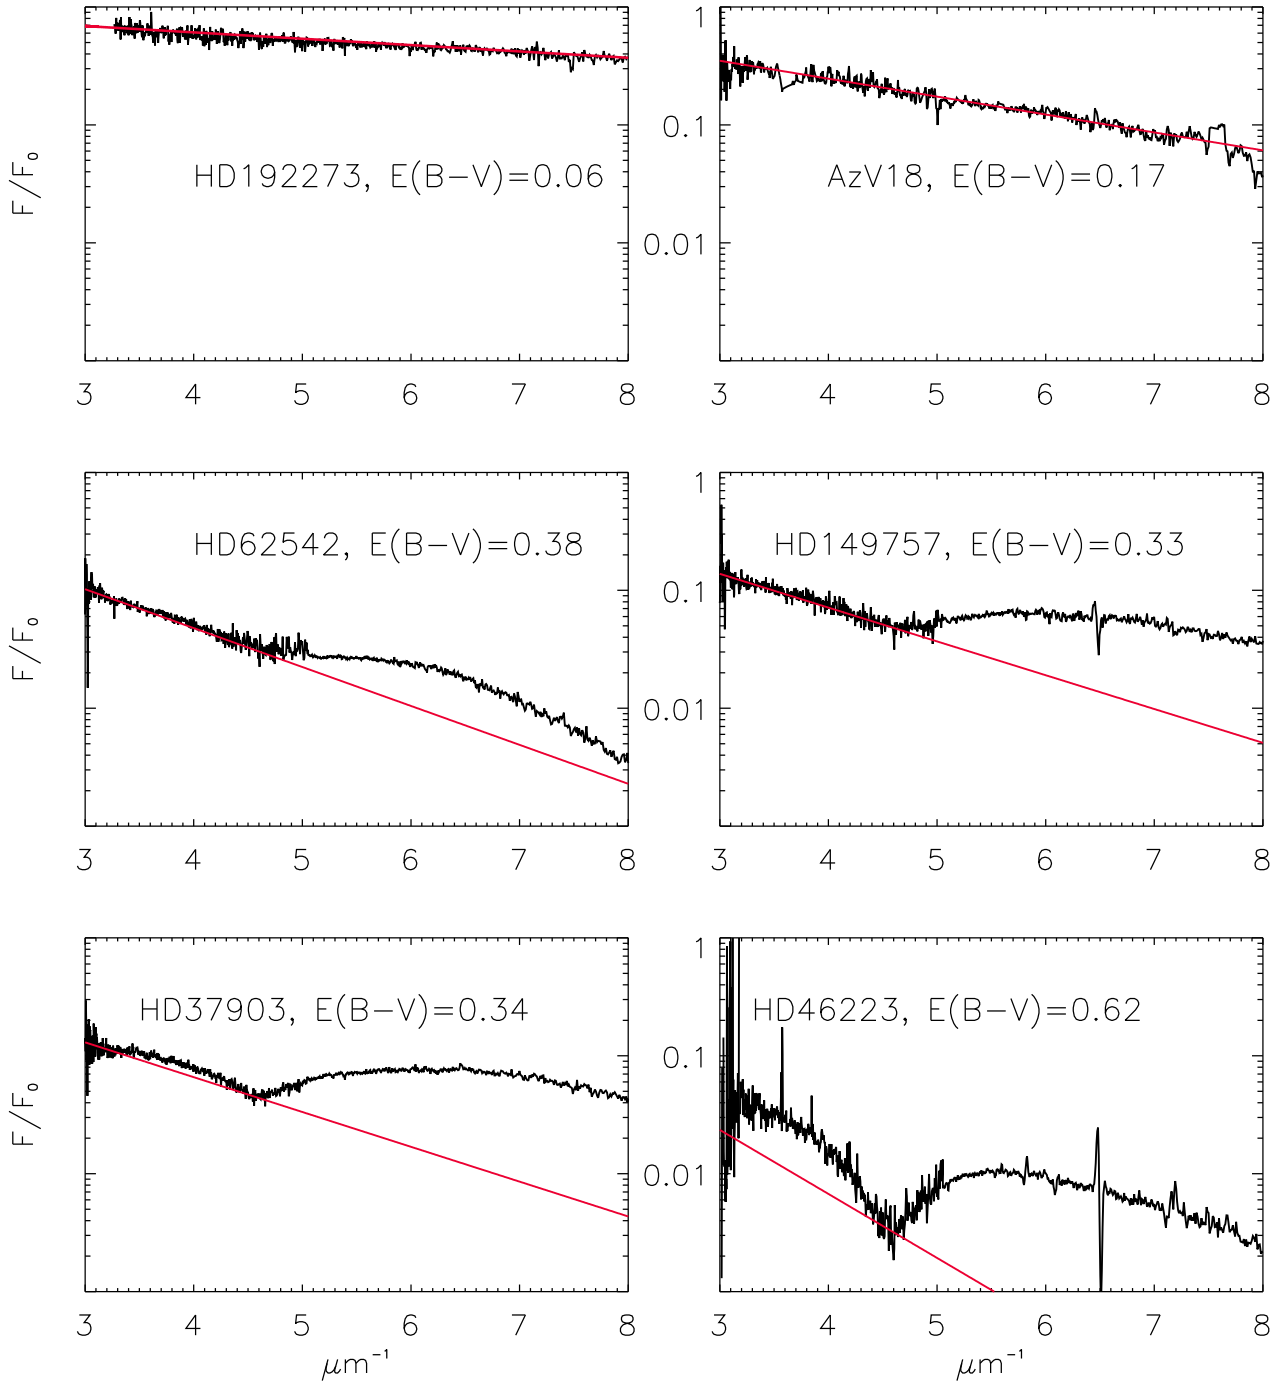 F/F₀
HD192273, E(B−V)=0.06
3 4 5 6 7 8
1
0.1
0.01
AzV18, E(B−V)=0.17
3 4 5 6 7 8
F/F₀
HD62542, E(B−V)=0.38
3 4 5 6 7 8
1
0.1
0.01
HD149757, E(B−V)=0.33
3 4 5 6 7 8
F/F₀
HD37903, E(B−V)=0.34
3 4 5 6 7 8
μm⁻¹
1
0.1
0.01
HD46223, E(B−V)=0.62
3 4 5 6 7 8
μm⁻¹